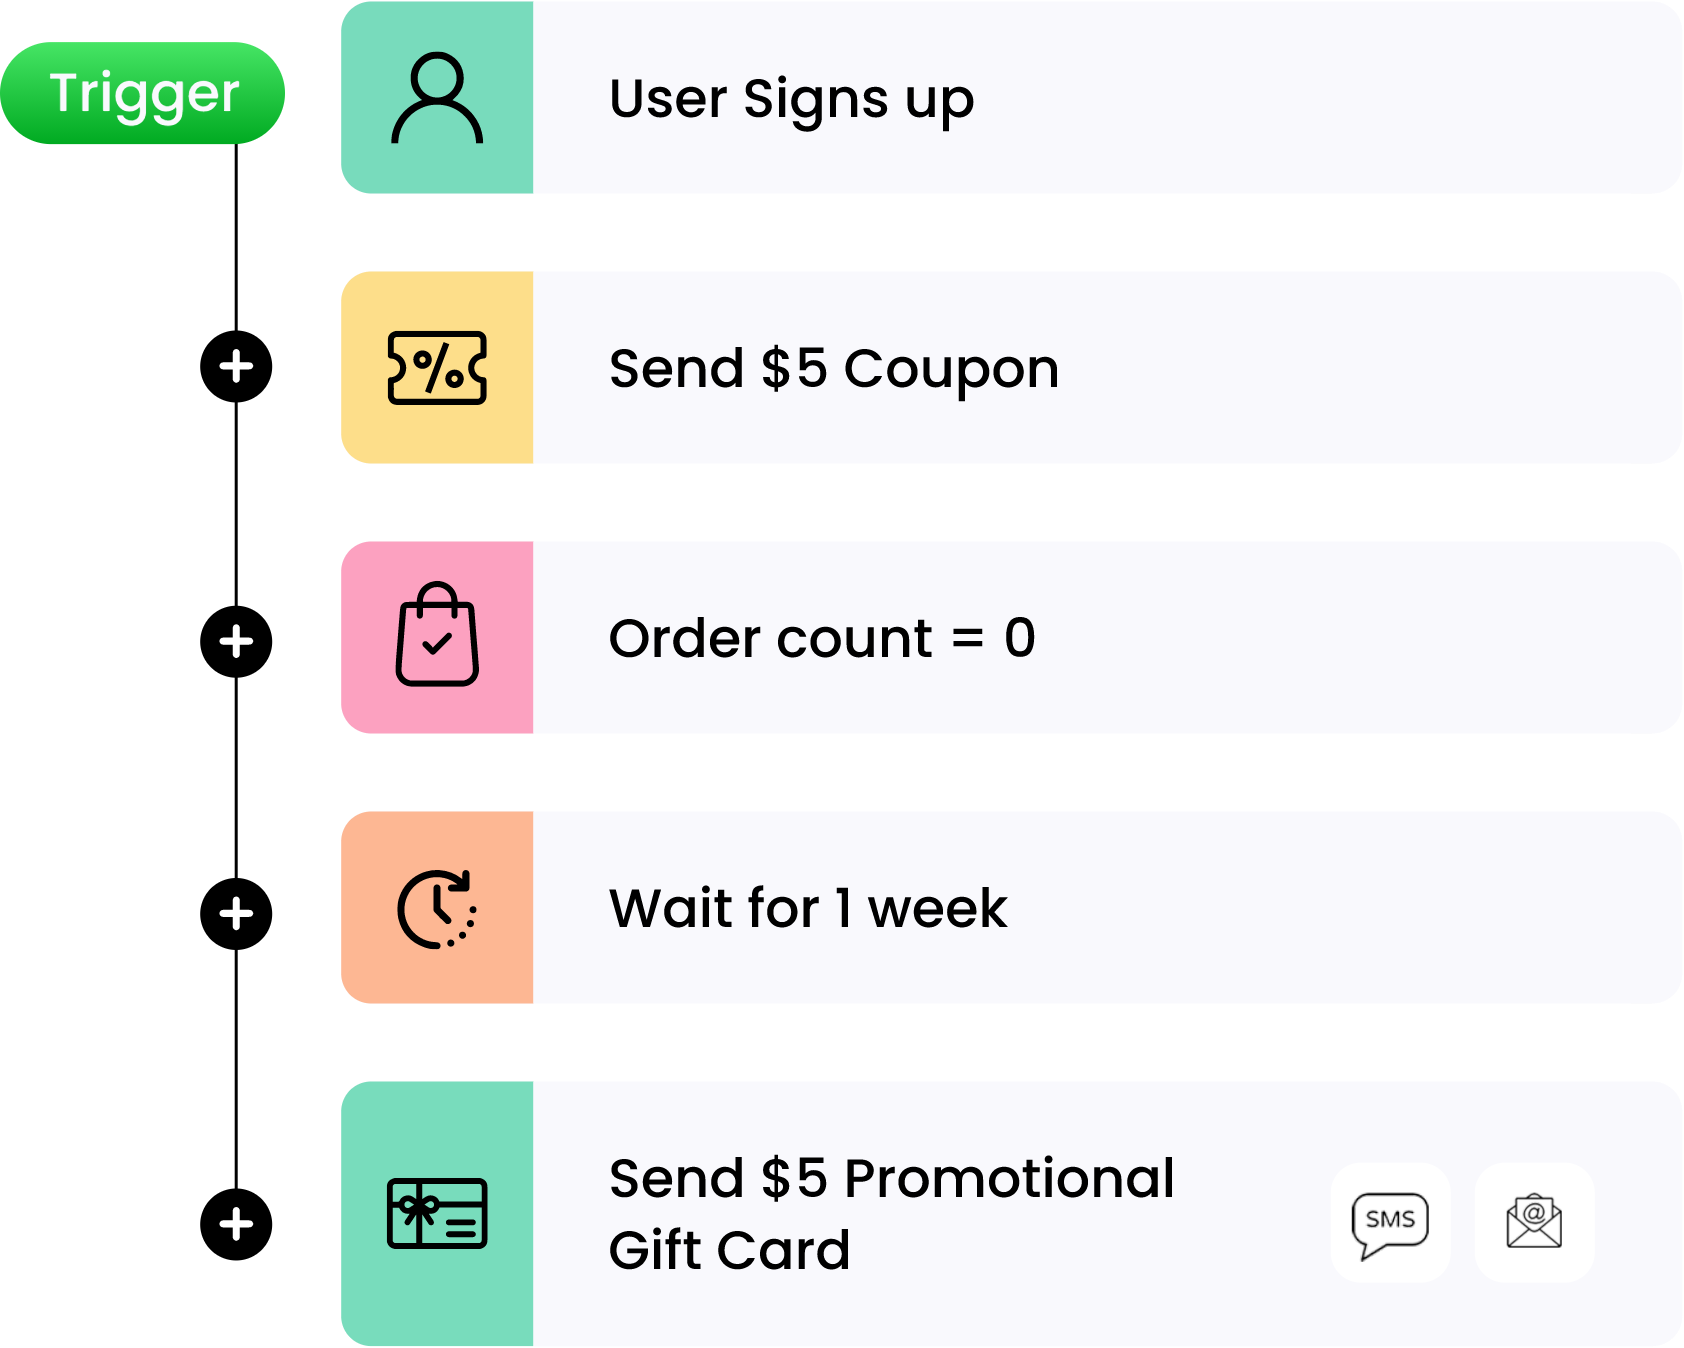 Trigger
User Signs up
Send $5 Coupon
Order count = 0
Wait for 1 week
Send $5 Promotional
Gift Card
SMS
@